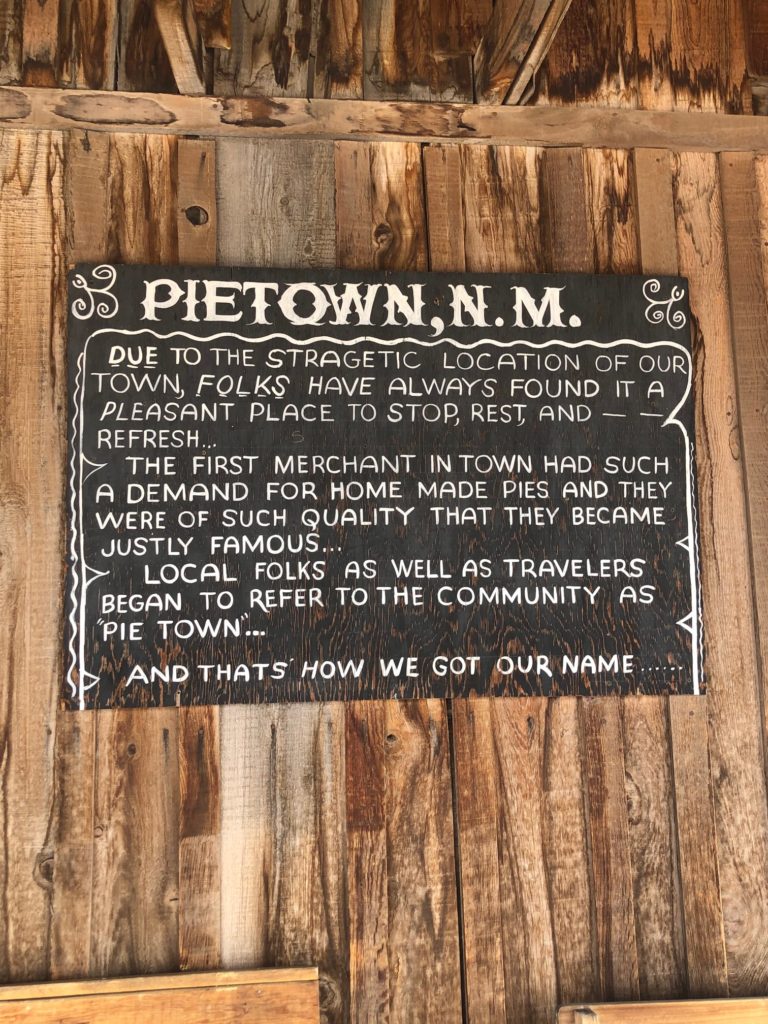 PIETOWN, N. M.
DUE TO THE STRAGETIC LOCATION OF OUR
TOWN, FOLKS HAVE ALWAYS FOUND IT A
PLEASANT PLACE TO STOP, REST, AND — —
REFRESH...
THE FIRST MERCHANT IN TOWN HAD SUCH
A DEMAND FOR HOME MADE PIES AND THEY
WERE OF SUCH QUALITY THAT THEY BECAME
JUSTLY FAMOUS...
LOCAL FOLKS AS WELL AS TRAVELERS
BEGAN TO REFER TO THE COMMUNITY AS
"PIE TOWN"...
AND THATS' HOW WE GOT OUR NAME......